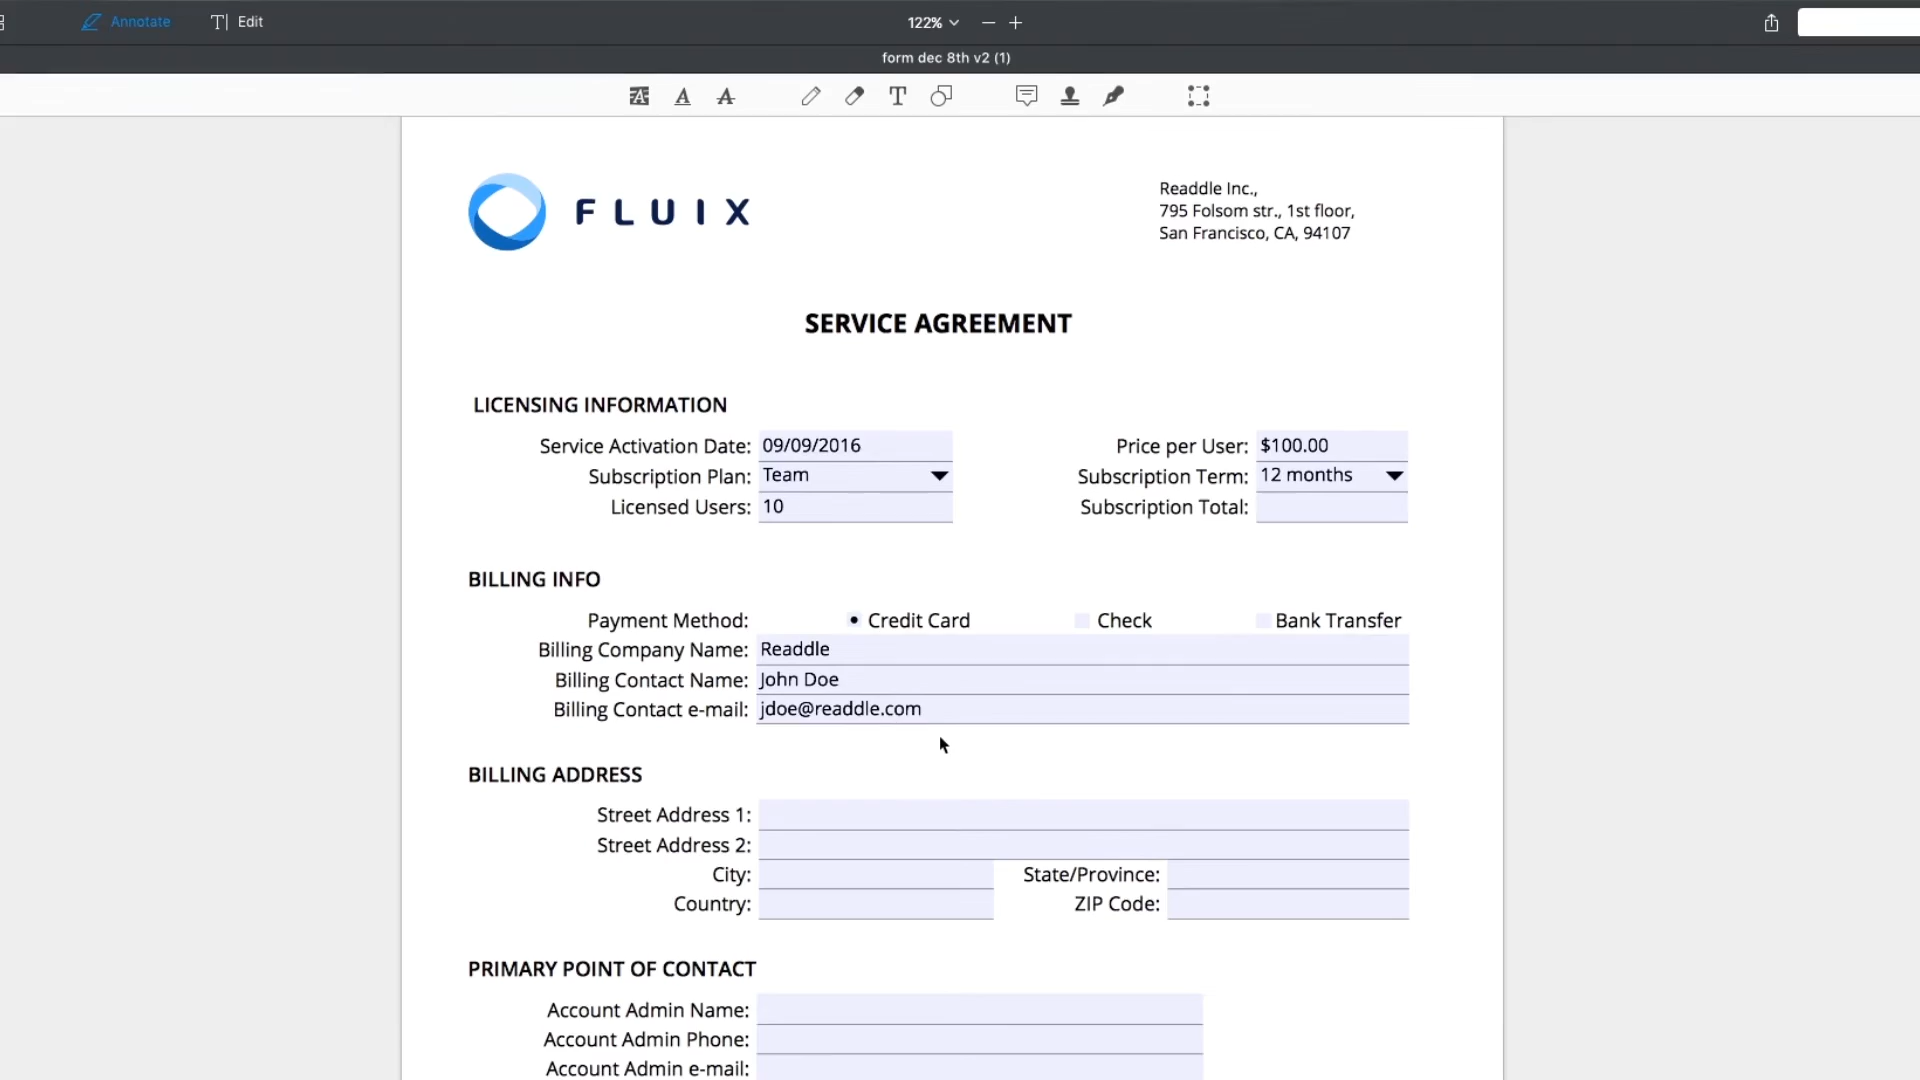 Annotate
Edit
122%
form dec 8th v2 (1)
FLUIX
Readdle Inc.,
795 Folsom str., 1st floor,
San Francisco, CA, 94107
SERVICE AGREEMENT
LICENSING INFORMATION
Service Activation Date: 09/09/2016 Price per User: $100.00
Subscription Plan: Team Subscription Term: 12 months
Licensed Users: 10 Subscription Total:
BILLING INFO
Payment Method: Credit Card Check Bank Transfer
Billing Company Name: Readdle
Billing Contact Name: John Doe
Billing Contact e-mail: jdoe@readdle.com
BILLING ADDRESS
Street Address 1:
Street Address 2:
City: State/Province:
Country: ZIP Code:
PRIMARY POINT OF CONTACT
Account Admin Name:
Account Admin Phone:
Account Admin e-mail: